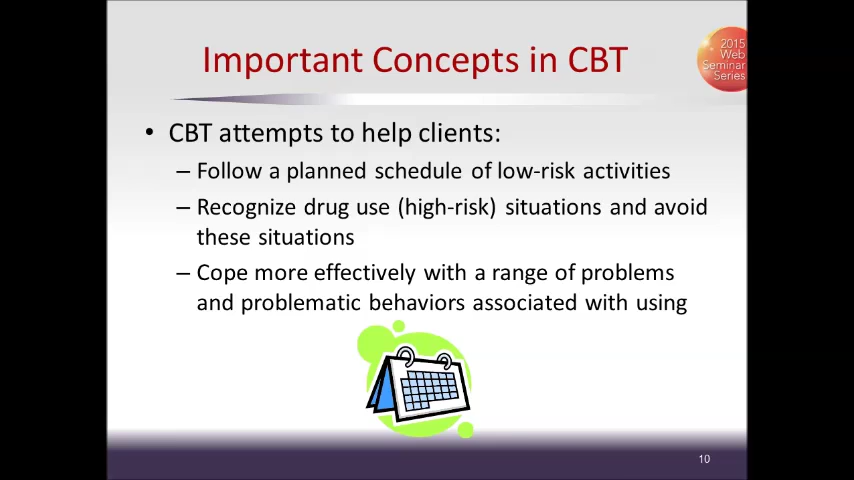 Important Concepts in CBT
2015
Web
Seminar
Series
• CBT attempts to help clients:
– Follow a planned schedule of low-risk activities
– Recognize drug use (high-risk) situations and avoid
these situations
– Cope more effectively with a range of problems
and problematic behaviors associated with using
10